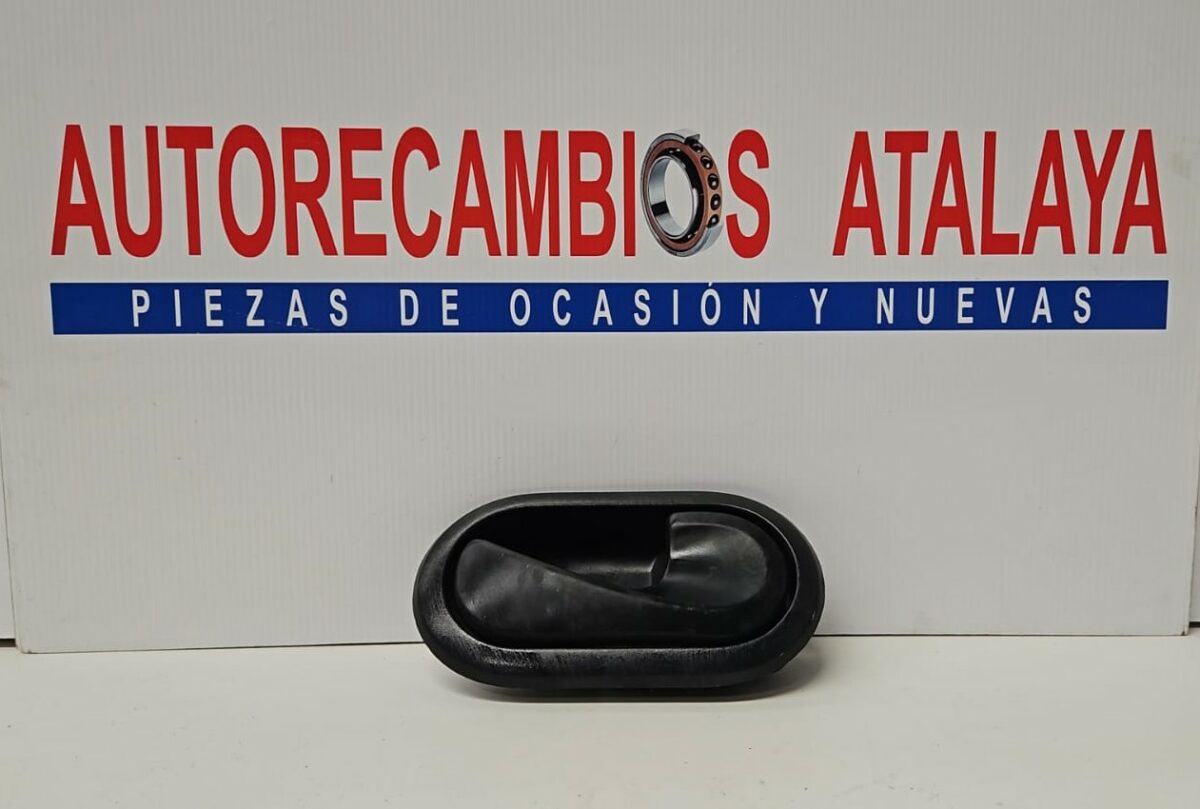 AUTORECAMBIOS ATALAYA
PIEZAS DE OCASIÓN Y NUEVAS